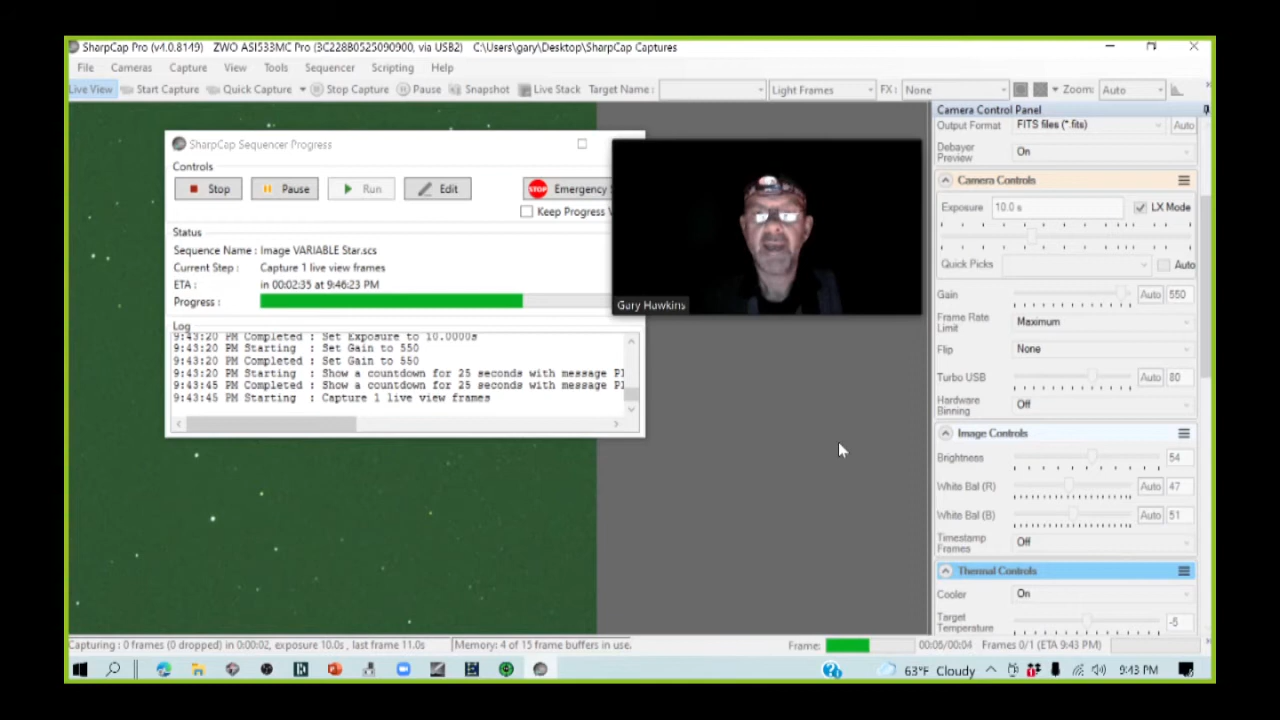 SharpCap Pro (v4.0.8149) ZWO ASI533MC Pro (3C228B0525090900, via USB2) C:\Users\gary\Desktop\SharpCap Captures
File Cameras Capture View Tools Sequencer Scripting Help
Live View Start Capture Quick Capture Stop Capture Pause Snapshot Live Stack Target Name : Light Frames FX: None Zoom: Auto
SharpCap Sequencer Progress
Controls
Stop Pause Run Edit STOP Emergency
Keep Progress
Status
Sequence Name : Image VARIABLE Star.scs
Current Step : Capture 1 live view frames
ETA : in 00:02:35 at 9:46:23 PM
Progress :
Log
9:43:20 PM Completed : Set Exposure to 10.0000s
9:43:20 PM Starting : Set Gain to 550
9:43:20 PM Completed : Set Gain to 550
9:43:20 PM Starting : Show a countdown for 25 seconds with message Pl
9:43:45 PM Completed : Show a countdown for 25 seconds with message Pl
9:43:45 PM Starting : Capture 1 live view frames
Gary Hawkins
Camera Control Panel
Output Format FITS files (*.fits) Auto
Debayer Preview On
Camera Controls
Exposure 10.0 s LX Mode
Quick Picks Auto
Gain Auto 550
Frame Rate Limit Maximum
Flip None
Turbo USB Auto 80
Hardware Binning Off
Image Controls
Brightness 54
White Bal (R) Auto 47
White Bal (B) Auto 51
Timestamp Frames Off
Thermal Controls
Cooler On
Target Temperature -5
Capturing : 0 frames (0 dropped) in 0:00:02, exposure 10.0s , last frame 11.0s Memory: 4 of 15 frame buffers in use. Frame: 00:06/00:04 Frames 0/1 (ETA 9:43 PM)
63°F Cloudy 9:43 PM